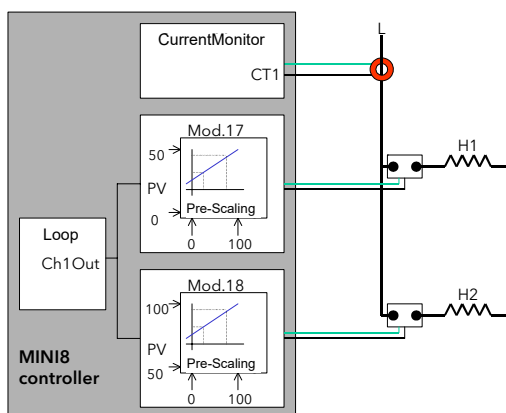 L
CurrentMonitor
CT1
Mod.17
50
PV
0
Pre-Scaling
0 100
H1
Loop
Ch1Out
Mod.18
100
PV
50
Pre-Scaling
0 100
H2
MINI8
controller